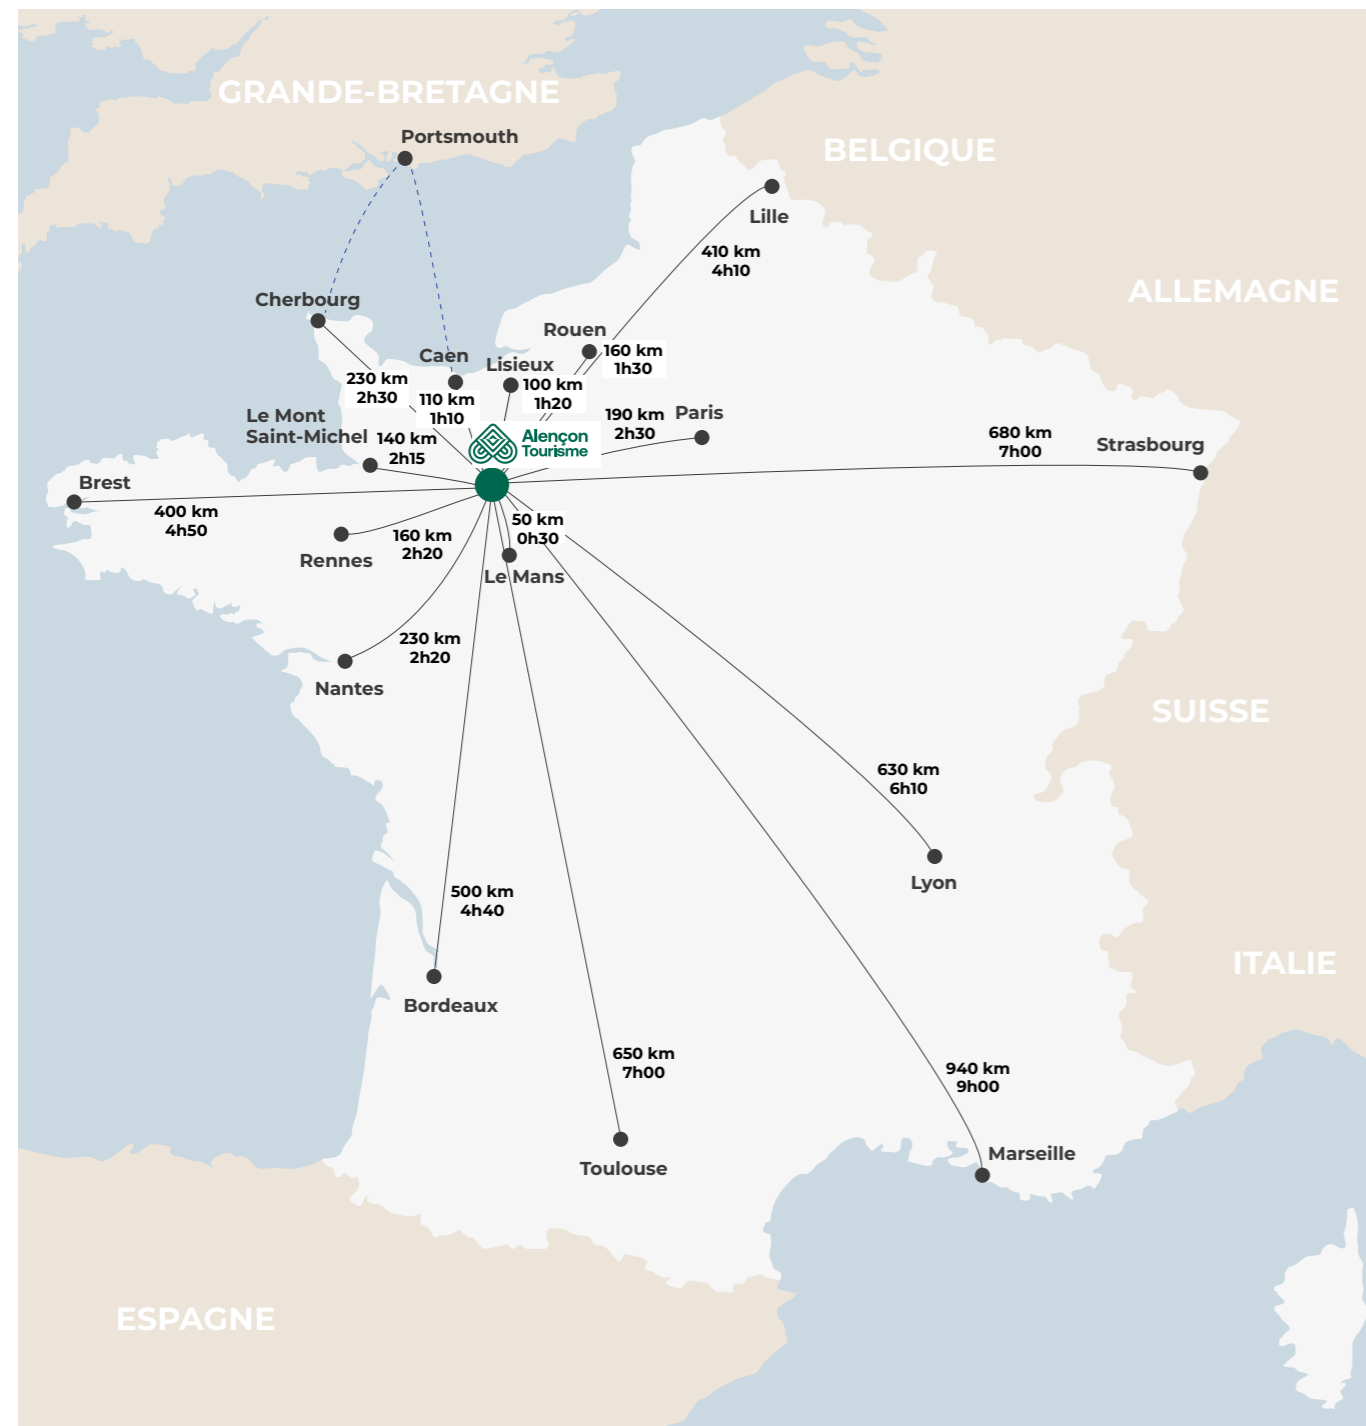 GRANDE-BRETAGNE
Portsmouth
BELGIQUE
Lille
410 km
4h10
ALLEMAGNE
Cherbourg
Rouen
160 km
1h30
Caen
Lisieux
230 km
2h30
110 km
1h10
100 km
1h20
Le Mont
Saint-Michel
140 km
2h15
Alençon
Tourisme
190 km
2h30
Paris
680 km
7h00
Strasbourg
Brest
400 km
4h50
Rennes
160 km
2h20
50 km
0h30
Le Mans
230 km
2h20
Nantes
SUISSE
630 km
6h10
Lyon
500 km
4h40
Bordeaux
ITALIE
650 km
7h00
Toulouse
940 km
9h00
Marseille
ESPAGNE